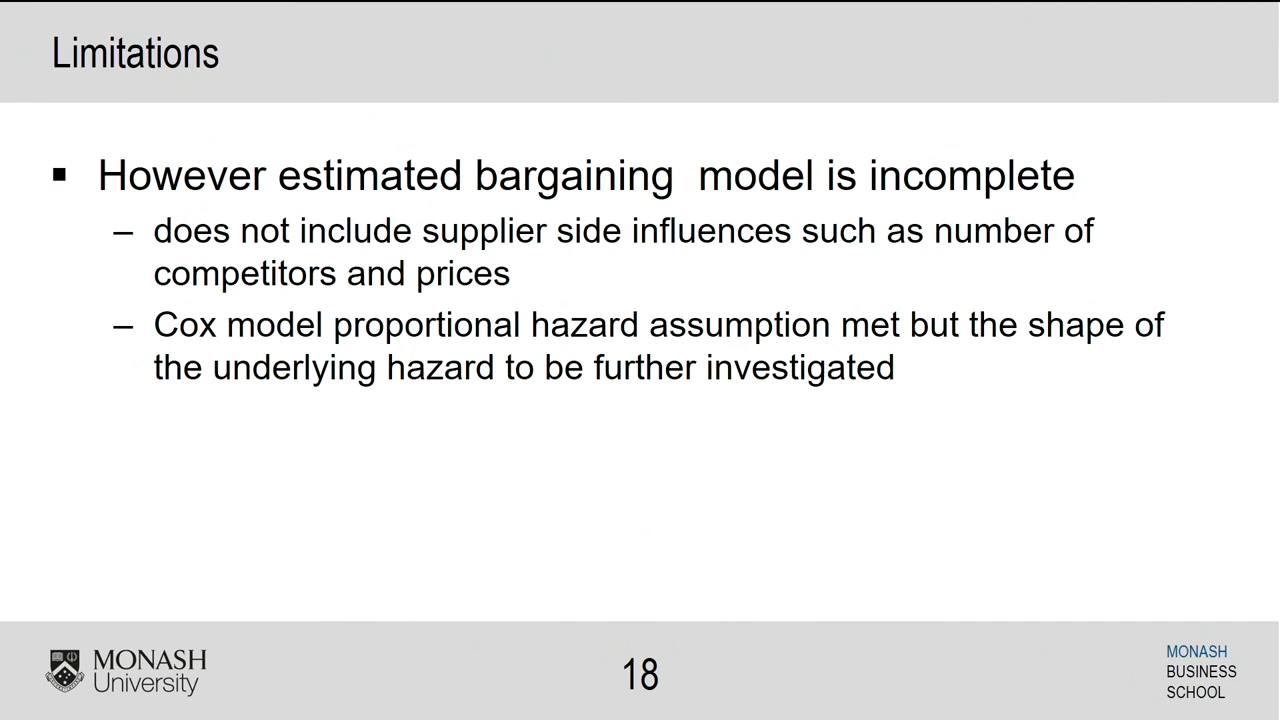 Limitations
▪ However estimated bargaining  model is incomplete
– does not include supplier side influences such as number of
competitors and prices
– Cox model proportional hazard assumption met but the shape of
the underlying hazard to be further investigated
MONASH
University
18
MONASH
BUSINESS
SCHOOL